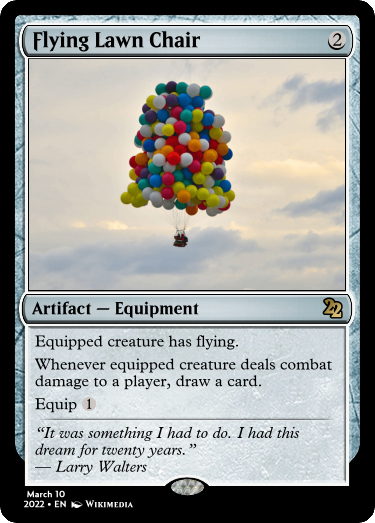 Flying Lawn Chair 2
Artifact — Equipment 22
Equipped creature has flying.
Whenever equipped creature deals combat
damage to a player, draw a card.
Equip 1
“It was something I had to do. I had this
dream for twenty years.”
— Larry Walters
March 10
2022 • EN Wikimedia